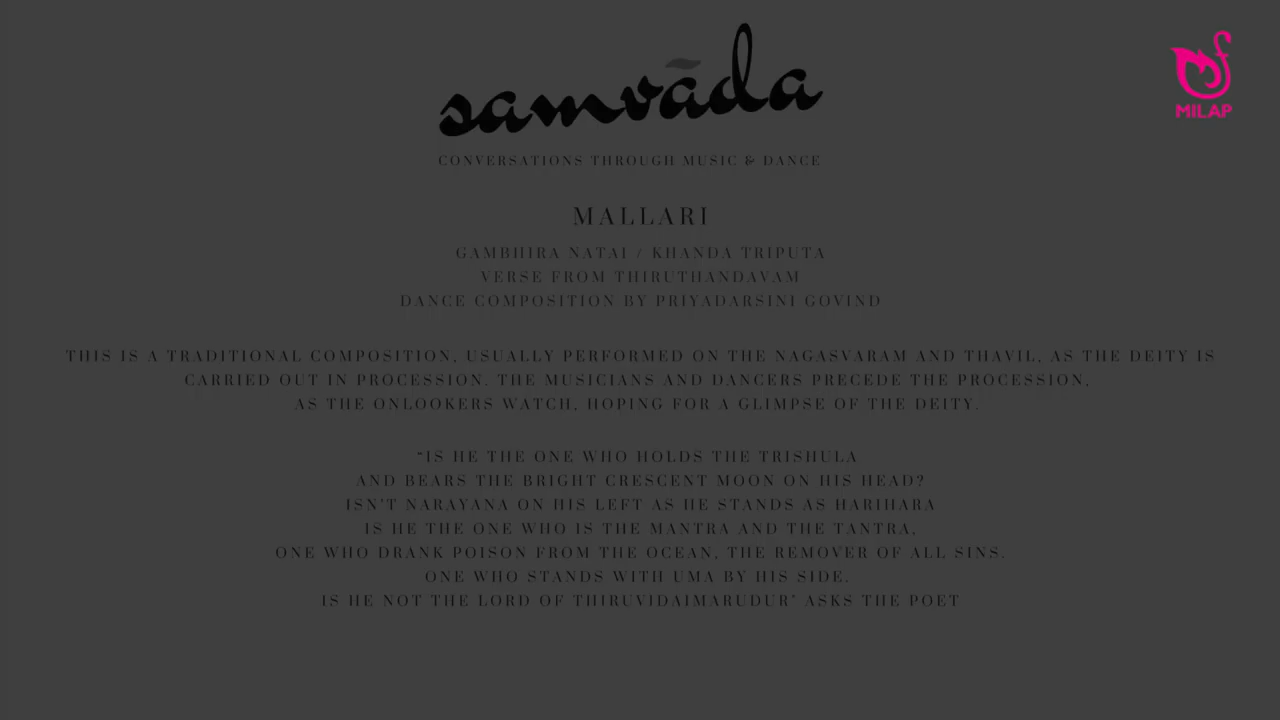 samvāda
MILAP
CONVERSATIONS THROUGH MUSIC & DANCE
MALLARI
GAMBHIRA NATAI / KHANDA TRIPUTA
VERSE FROM THIRUTHANDAVAM
DANCE COMPOSITION BY PRIYADARSINI GOVIND
THIS IS A TRADITIONAL COMPOSITION, USUALLY PERFORMED ON THE NAGASVARAM AND THAVIL, AS THE DEITY IS
CARRIED OUT IN PROCESSION. THE MUSICIANS AND DANCERS PRECEDE THE PROCESSION,
AS THE ONLOOKERS WATCH, HOPING FOR A GLIMPSE OF THE DEITY.
"IS HE THE ONE WHO HOLDS THE TRISHULA
AND BEARS THE BRIGHT CRESCENT MOON ON HIS HEAD?
ISN'T NARAYANA ON HIS LEFT AS HE STANDS AS HARIHARA
IS HE THE ONE WHO IS THE MANTRA AND THE TANTRA,
ONE WHO DRANK POISON FROM THE OCEAN, THE REMOVER OF ALL SINS.
ONE WHO STANDS WITH UMA BY HIS SIDE.
IS HE NOT THE LORD OF THIRUVIDAIMARUDUR" ASKS THE POET